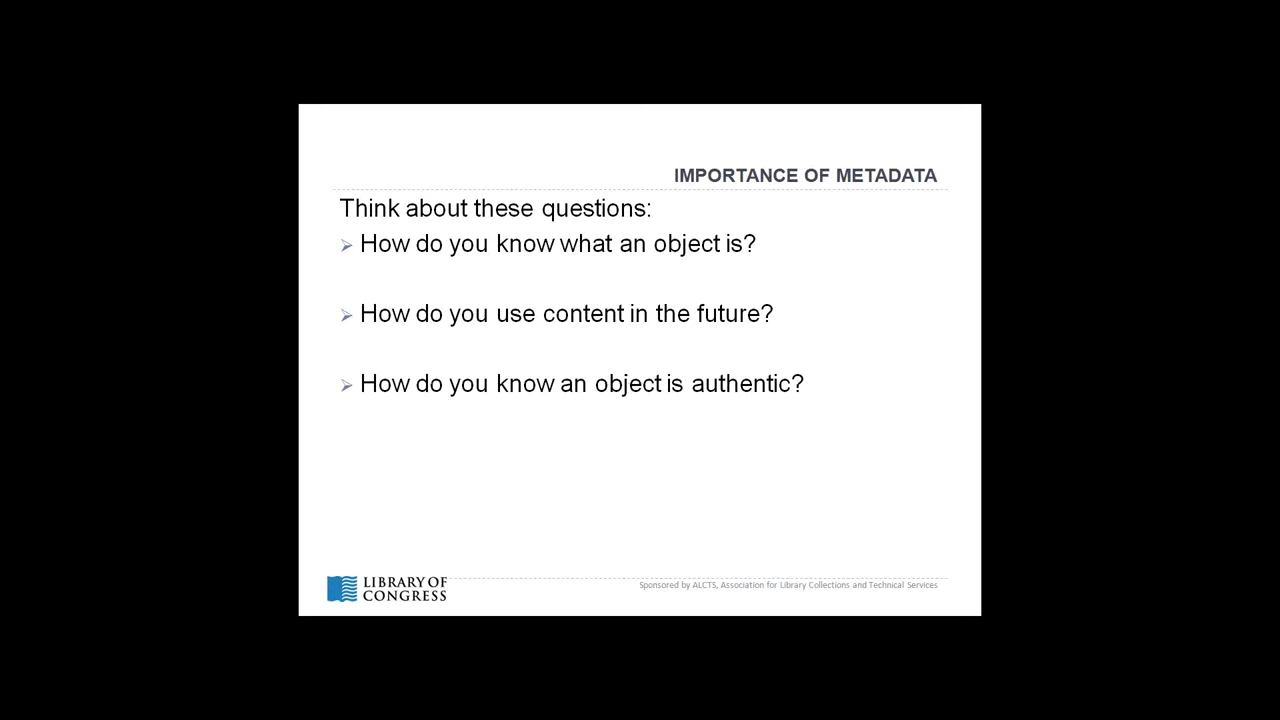 IMPORTANCE OF METADATA
Think about these questions:
How do you know what an object is?
How do you use content in the future?
How do you know an object is authentic?
LIBRARY OF
CONGRESS
Sponsored by ALCTS, Association for Library Collections and Technical Services